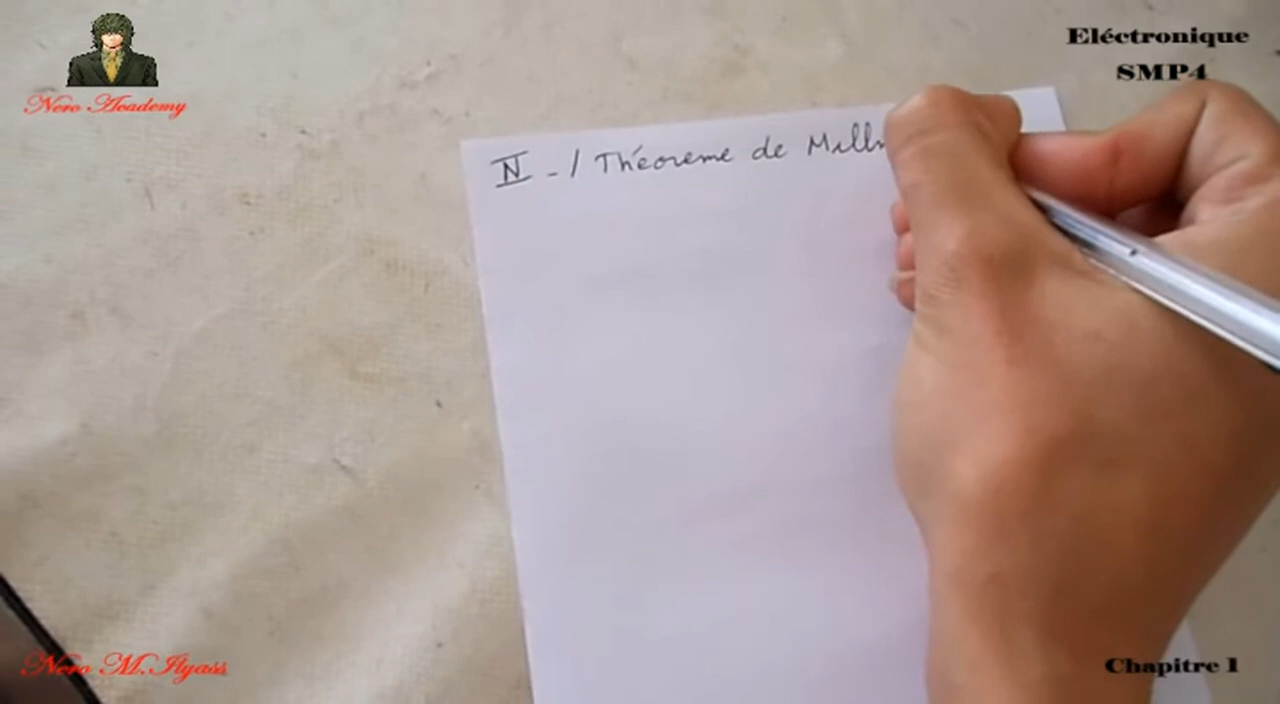 Eléctronique
SMP4
Nero Academy
IV - / Théoreme de Mill
Nero M.Ilyass
Chapitre 1